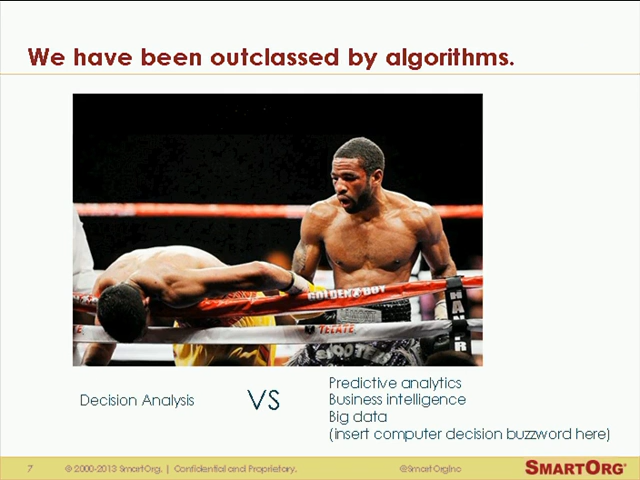 We have been outclassed by algorithms.
GOLDEN BOY
TECATE
Decision Analysis
VS
Predictive analytics
Business intelligence
Big data
(insert computer decision buzzword here)
7
© 2000-2013 SmartOrg. | Confidential and Proprietary.
@SmartOrgInc
SMARTORG®